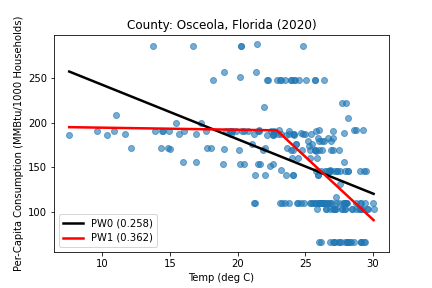 County: Osceola, Florida (2020)
Per-Capita Consumption (MMBtu/1000 Households)
250
200
150
100
PW0 (0.258)
PW1 (0.362)
10 15 20 25 30
Temp (deg C)